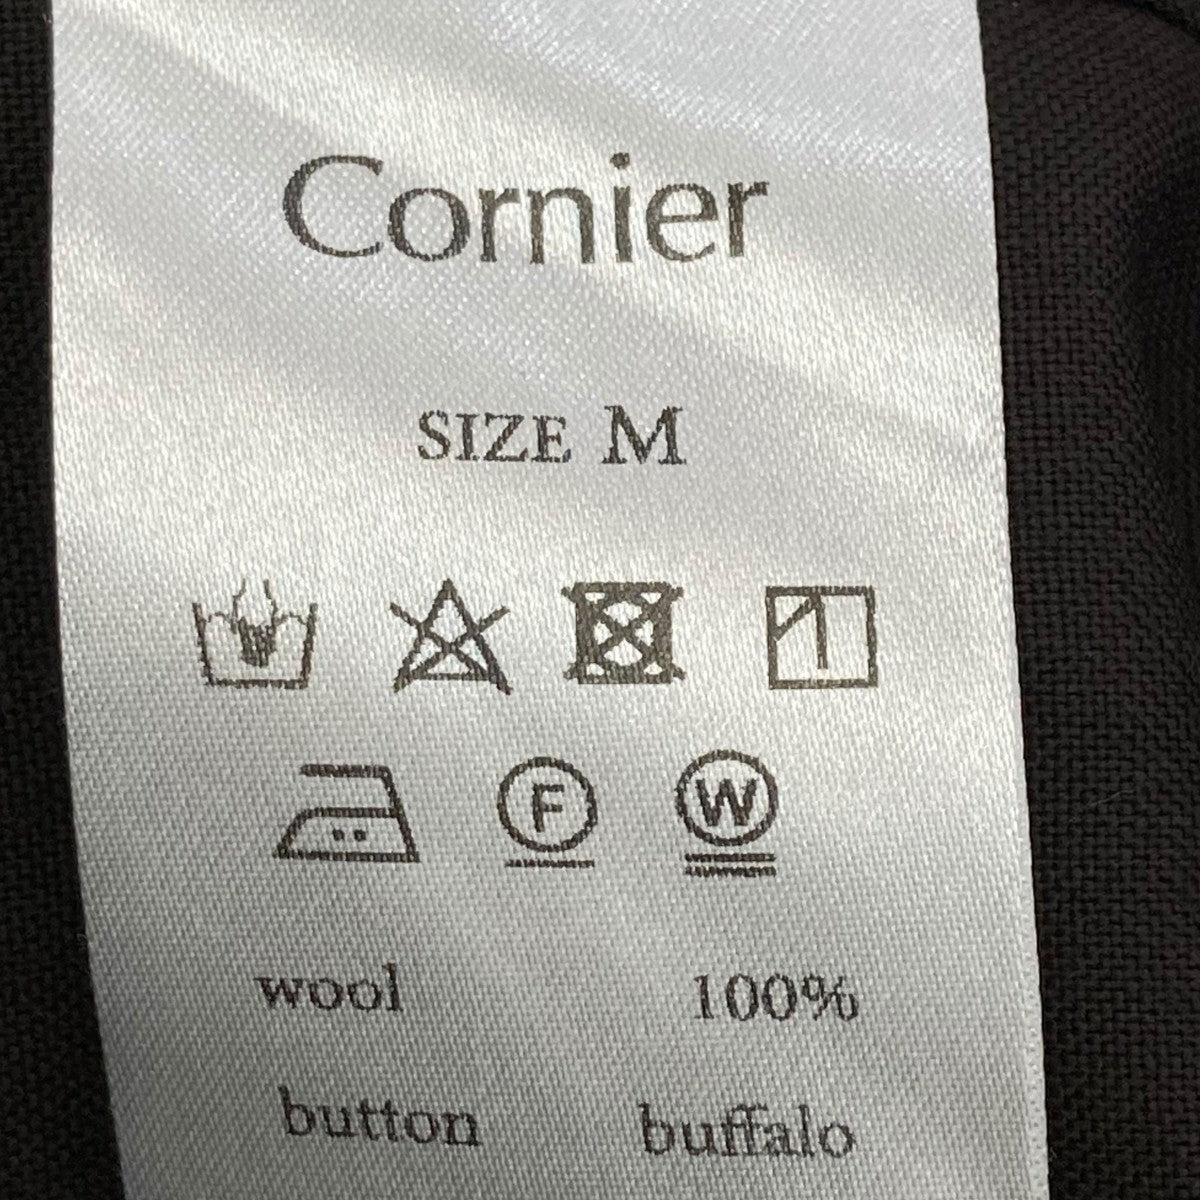 Cornier
SIZE M
F W
wool 100%
button buffalo